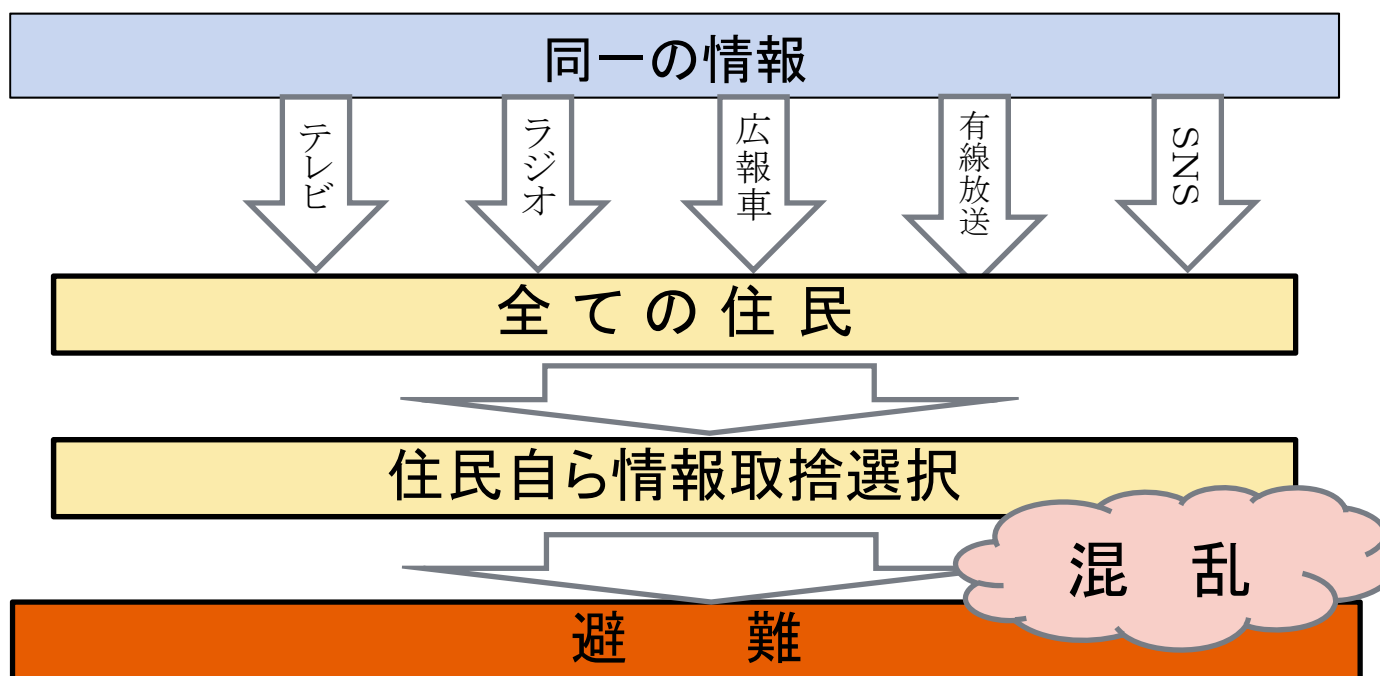 同一の情報
テレビ
ラジオ
広報車
有線放送
SNS
全ての住民
住民自ら情報取捨選択
混乱
避難